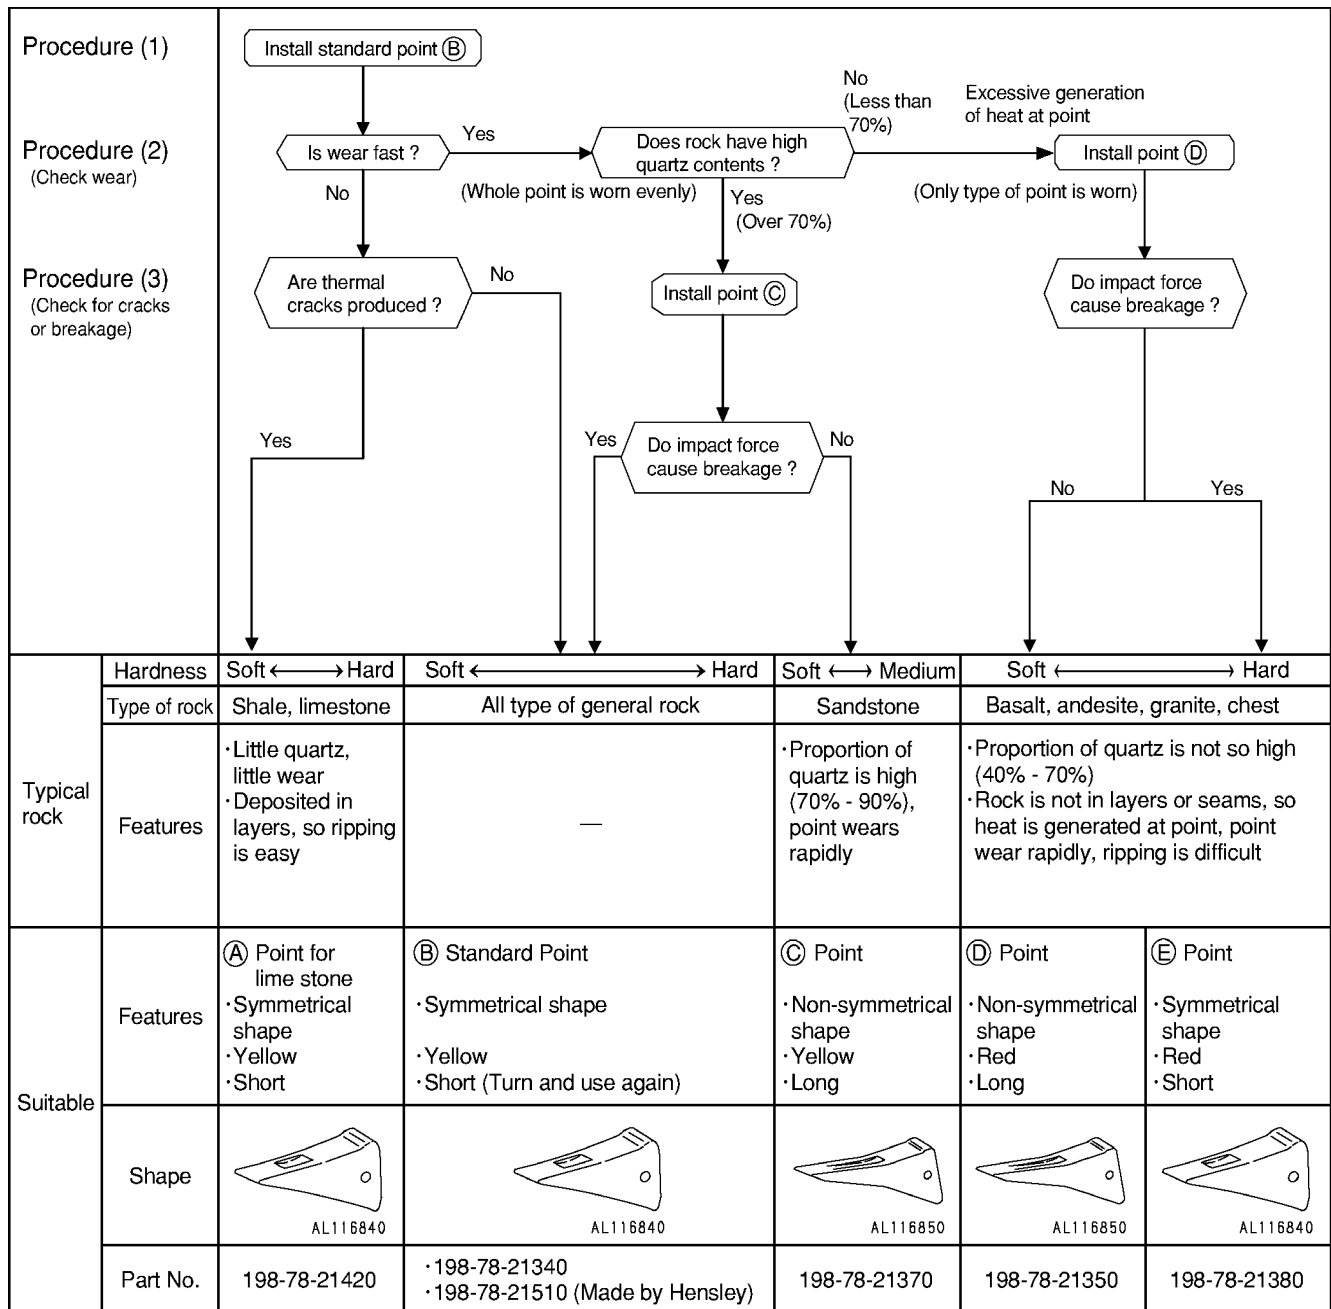 Procedure (1)
Install standard point Ⓑ
Procedure (2)
(Check wear)
Is wear fast ?
Yes
(Whole point is worn evenly)
No
Does rock have high
quartz contents ?
No
(Less than
70%)
Yes
(Over 70%)
Excessive generation
of heat at point
Install point Ⓓ
(Only type of point is worn)
Procedure (3)
(Check for cracks
or breakage)
Are thermal
cracks produced ?
No
Yes
Install point Ⓒ
Do impact force
cause breakage ?
Yes
No
Do impact force
cause breakage ?
No
Yes
Typical
rock
Hardness
Soft ⟷ Hard
Soft ⟷ Hard
Soft ⟷ Medium
Soft ⟷ Hard
Type of rock
Shale, limestone
All type of general rock
Sandstone
Basalt, andesite, granite, chest
Features
·Little quartz,
little wear
·Deposited in
layers, so ripping
is easy
—
·Proportion of
quartz is high
(70% - 90%),
point wears
rapidly
·Proportion of quartz is not so high
(40% - 70%)
·Rock is not in layers or seams, so
heat is generated at point, point
wear rapidly, ripping is difficult
Suitable
Features
Ⓐ Point for
lime stone
·Symmetrical
shape
·Yellow
·Short
Ⓑ Standard Point
·Symmetrical shape
·Yellow
·Short (Turn and use again)
Ⓒ Point
·Non-symmetrical
shape
·Yellow
·Long
Ⓓ Point
·Non-symmetrical
shape
·Red
·Long
Ⓔ Point
·Symmetrical
shape
·Red
·Short
Shape
AL116840
AL116840
AL116850
AL116850
AL116840
Part No.
198-78-21420
·198-78-21340
·198-78-21510 (Made by Hensley)
198-78-21370
198-78-21350
198-78-21380